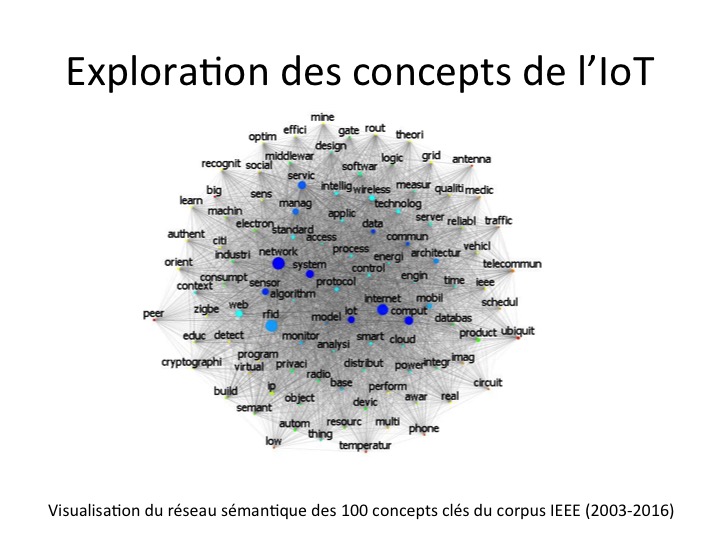 Exploration des concepts de l'IoT
mine
effici
gate
rout
optim
theori
design
middlewar
logic
grid
recognit
social
softwar
antenna
servic
intellig
wireless
measur
qualiti
medic
big
sens
learn
manag
technolog
machin
applic
server
reliabl
traffic
electron
standard
data
authent
citi
access
commun
industri
network
process
energi
architectur
vehicl
orient
system
control
telecommun
consumpt
sensor
protocol
engin
time
ieee
context
algorithm
internet
mobil
schedul
peer
zigbe
web
rfid
model
Iot
comput
databas
educ
detect
monitor
analysi
smart
cloud
product
ubiquit
program
cryptographi
virtual
privaci
distribut
power
integr
imag
radio
build
ip
base
perform
circuit
object
devic
awar
real
semant
autom
resourc
multi
phone
low
thing
temperatur
Visualisation du réseau sémantique des 100 concepts clés du corpus IEEE (2003-2016)